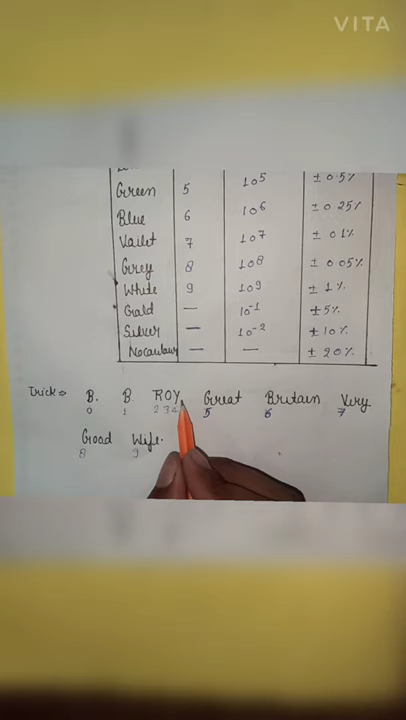 VITA
Green 5 10⁵ ± 0.5%
Blue 6 10⁶ ± 0.25%
Vailet 7 10⁷ ± 0.1%
Grey 8 10⁸ ± 0.05%
White 9 10⁹ ± 1%
Gald — 10⁻¹ ± 5%
Silver — 10⁻² ± 10%
Nocaulour — — ± 20%
Trick ⇒ B. B. ROY Great Britain Very
0 1 2 3 4 5 6 7
Good Wife.
8 9